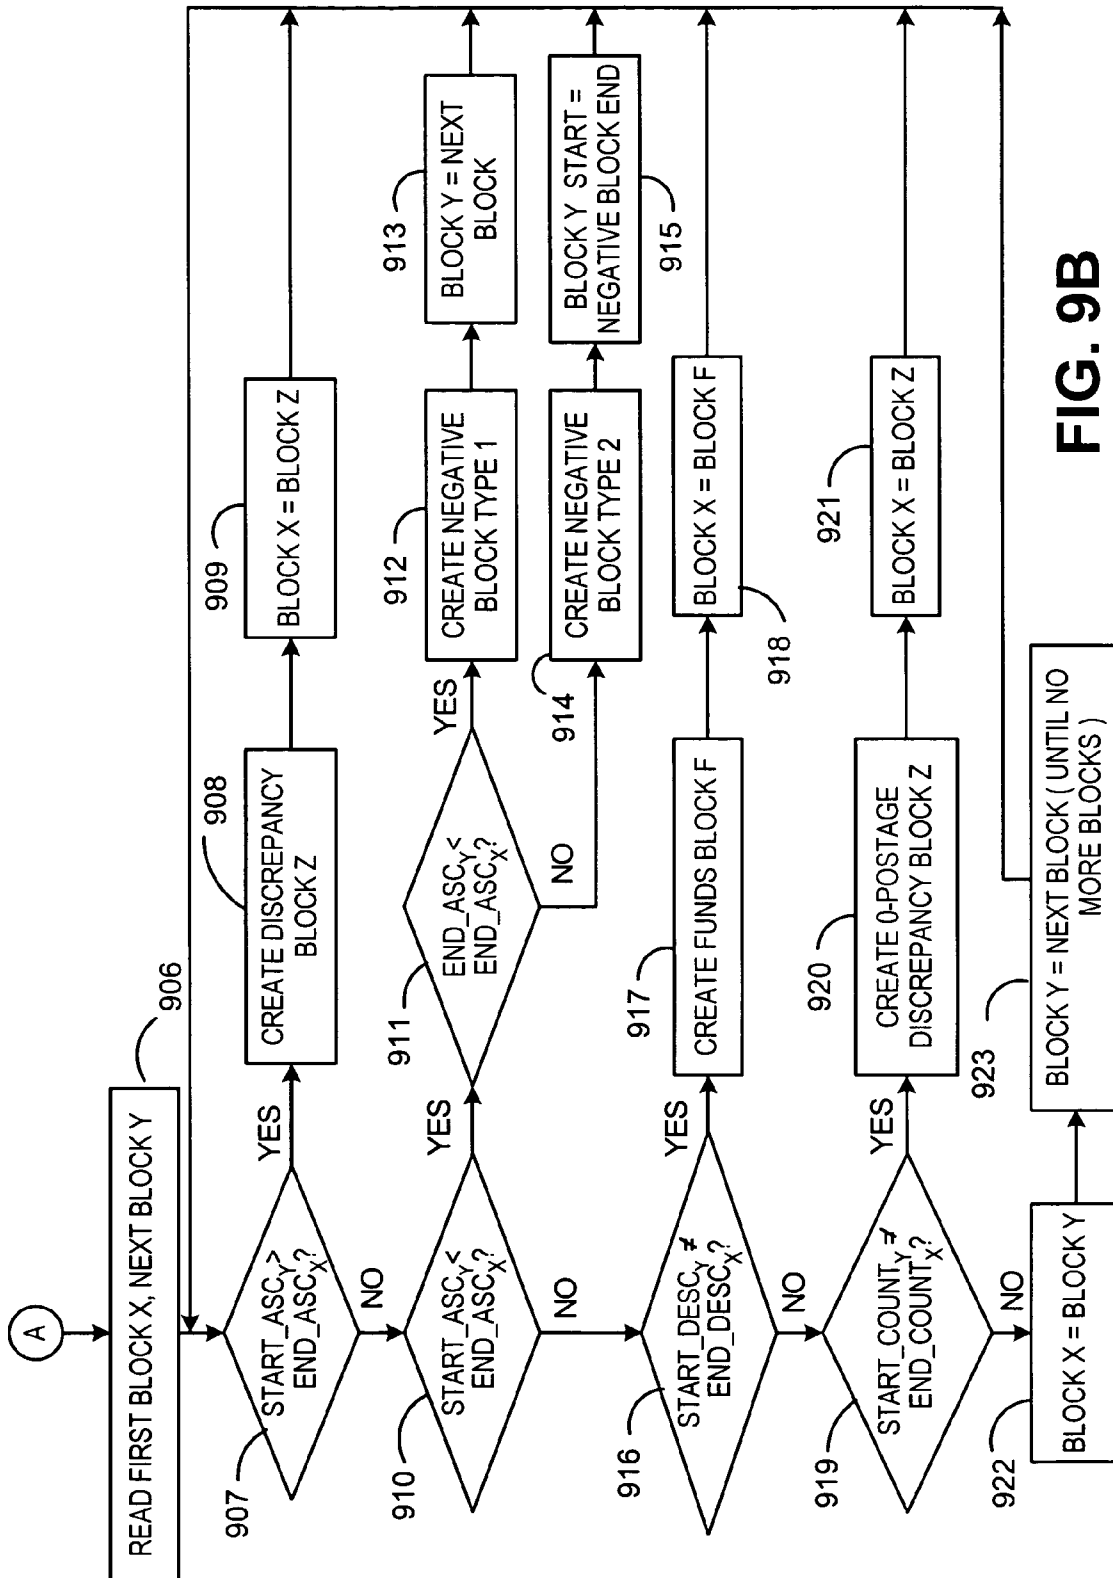 A
READ FIRST BLOCK X, NEXT BLOCK Y
906
START_ASCY>
END_ASCX?
907
YES
NO
CREATE DISCREPANCY
BLOCK Z
908
BLOCK X = BLOCK Z
909
START_ASCY<
END_ASCX?
910
YES
NO
END_ASCY<
END_ASCX?
911
YES
NO
CREATE NEGATIVE
BLOCK TYPE 1
912
BLOCK Y = NEXT
BLOCK
913
CREATE NEGATIVE
BLOCK TYPE 2
914
BLOCK Y START =
NEGATIVE BLOCK END
915
START_DESCY ≠
END_DESCX?
916
YES
NO
CREATE FUNDS BLOCK F
917
BLOCK X = BLOCK F
918
START_COUNTY ≠
END_COUNTX?
919
YES
NO
CREATE 0-POSTAGE
DISCREPANCY BLOCK Z
920
BLOCK X = BLOCK Z
921
BLOCK X = BLOCK Y
922
BLOCK Y = NEXT BLOCK ( UNTIL NO
MORE BLOCKS )
923
FIG. 9B